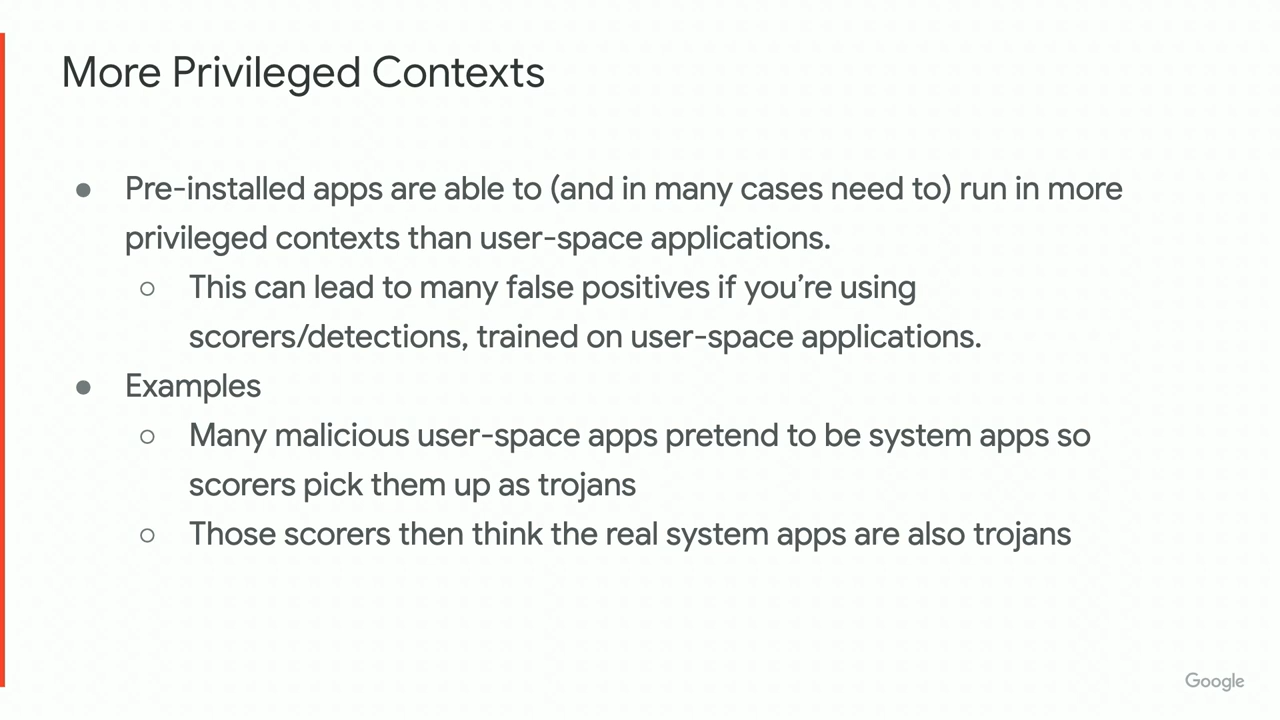 More Privileged Contexts
● Pre-installed apps are able to (and in many cases need to) run in more
privileged contexts than user-space applications.
○ This can lead to many false positives if you’re using
scorers/detections, trained on user-space applications.
● Examples
○ Many malicious user-space apps pretend to be system apps so
scorers pick them up as trojans
○ Those scorers then think the real system apps are also trojans
Google